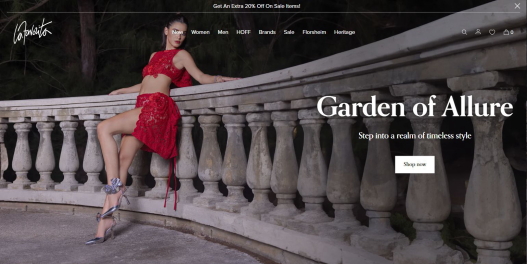 Get An Extra 20% Off On Sale Items!
New Women Men HOFF Brands Sale Florsheim Heritage
0
Garden of Allure
Step into a realm of timeless style
Shop now